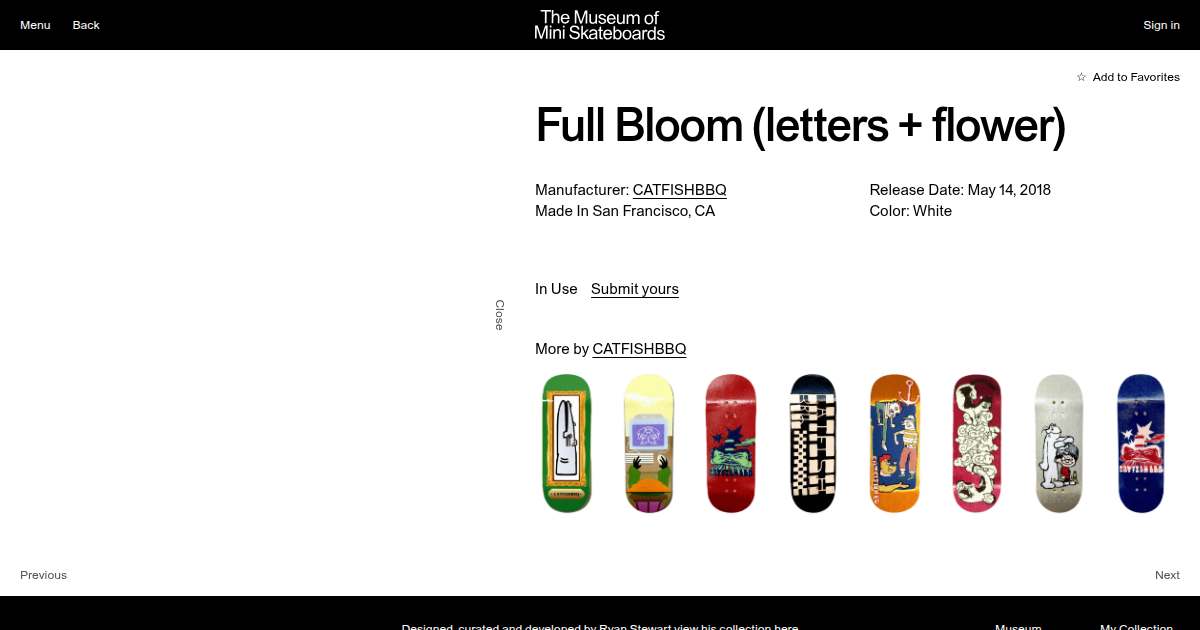 Menu
Back
The Museum of
Mini Skateboards
Sign in
☆ Add to Favorites
Full Bloom (letters + flower)
Manufacturer: CATFISHBBQ
Made In San Francisco, CA
Release Date: May 14, 2018
Color: White
In Use
Submit yours
Close
More by CATFISHBBQ
CATFISHBBQ
Previous
Next
Designed, curated and developed by Ryan Stewart view his collection here
Museum
My Collection